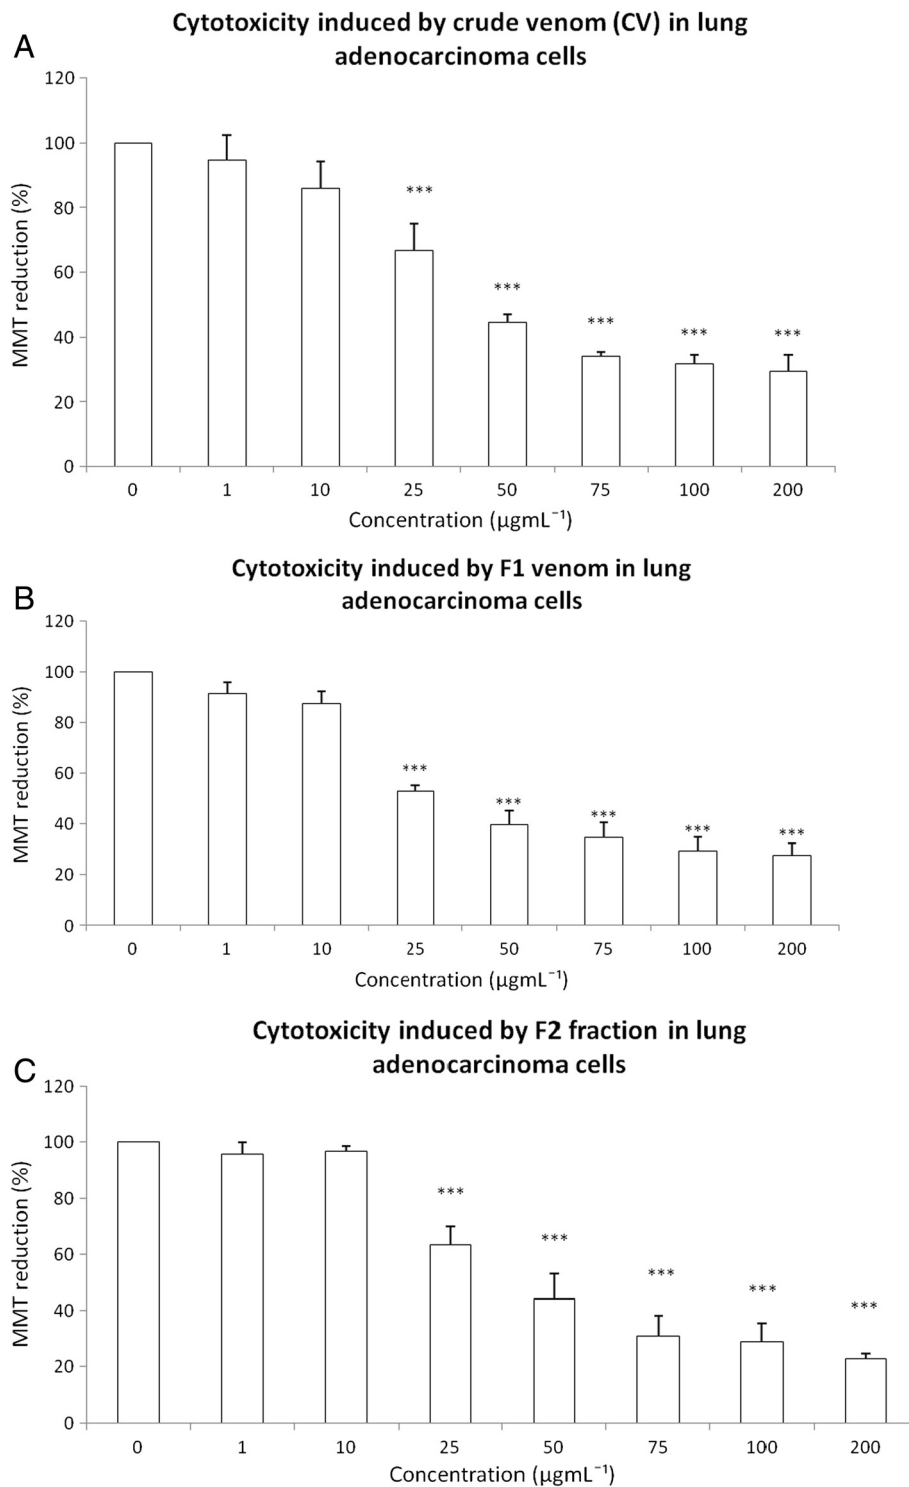 A
Cytotoxicity induced by crude venom (CV) in lung
adenocarcinoma cells
120
100
80
60
40
20
0
MMT reduction (%)
***
***
***
***
***
0 1 10 25 50 75 100 200
Concentration (µgmL⁻¹)
B
Cytotoxicity induced by F1 venom in lung
adenocarcinoma cells
120
100
80
60
40
20
0
MMT reduction (%)
***
***
***
***
***
0 1 10 25 50 75 100 200
Concentration (µgmL⁻¹)
C
Cytotoxicity induced by F2 fraction in lung
adenocarcinoma cells
120
100
80
60
40
20
0
MMT reduction (%)
***
***
***
***
***
0 1 10 25 50 75 100 200
Concentration (µgmL⁻¹)